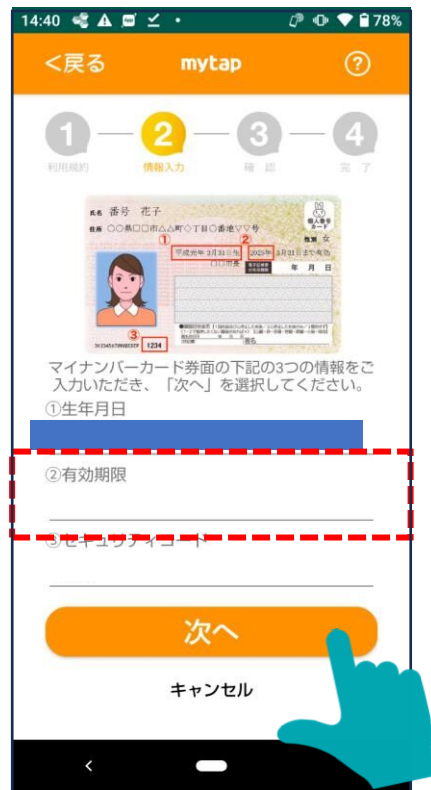 14:40
78%
<戻る
mytap
?
1
2
3
4
利用規約
情報入力
確 認
完 了
氏名 番号 花子
住所 〇〇県□□市△△町◇丁目〇番地▽▽号
個人番号
カード
性別 女
①
②
平成元年 3月31日生
2025年
3月31日まで有効
□□市長
年 月 日
③
1234
マイナンバーカード券面の下記の3つの情報をご
入力いただき、「次へ」を選択してください。
①生年月日
②有効期限
③セキュリティコード
次へ
キャンセル